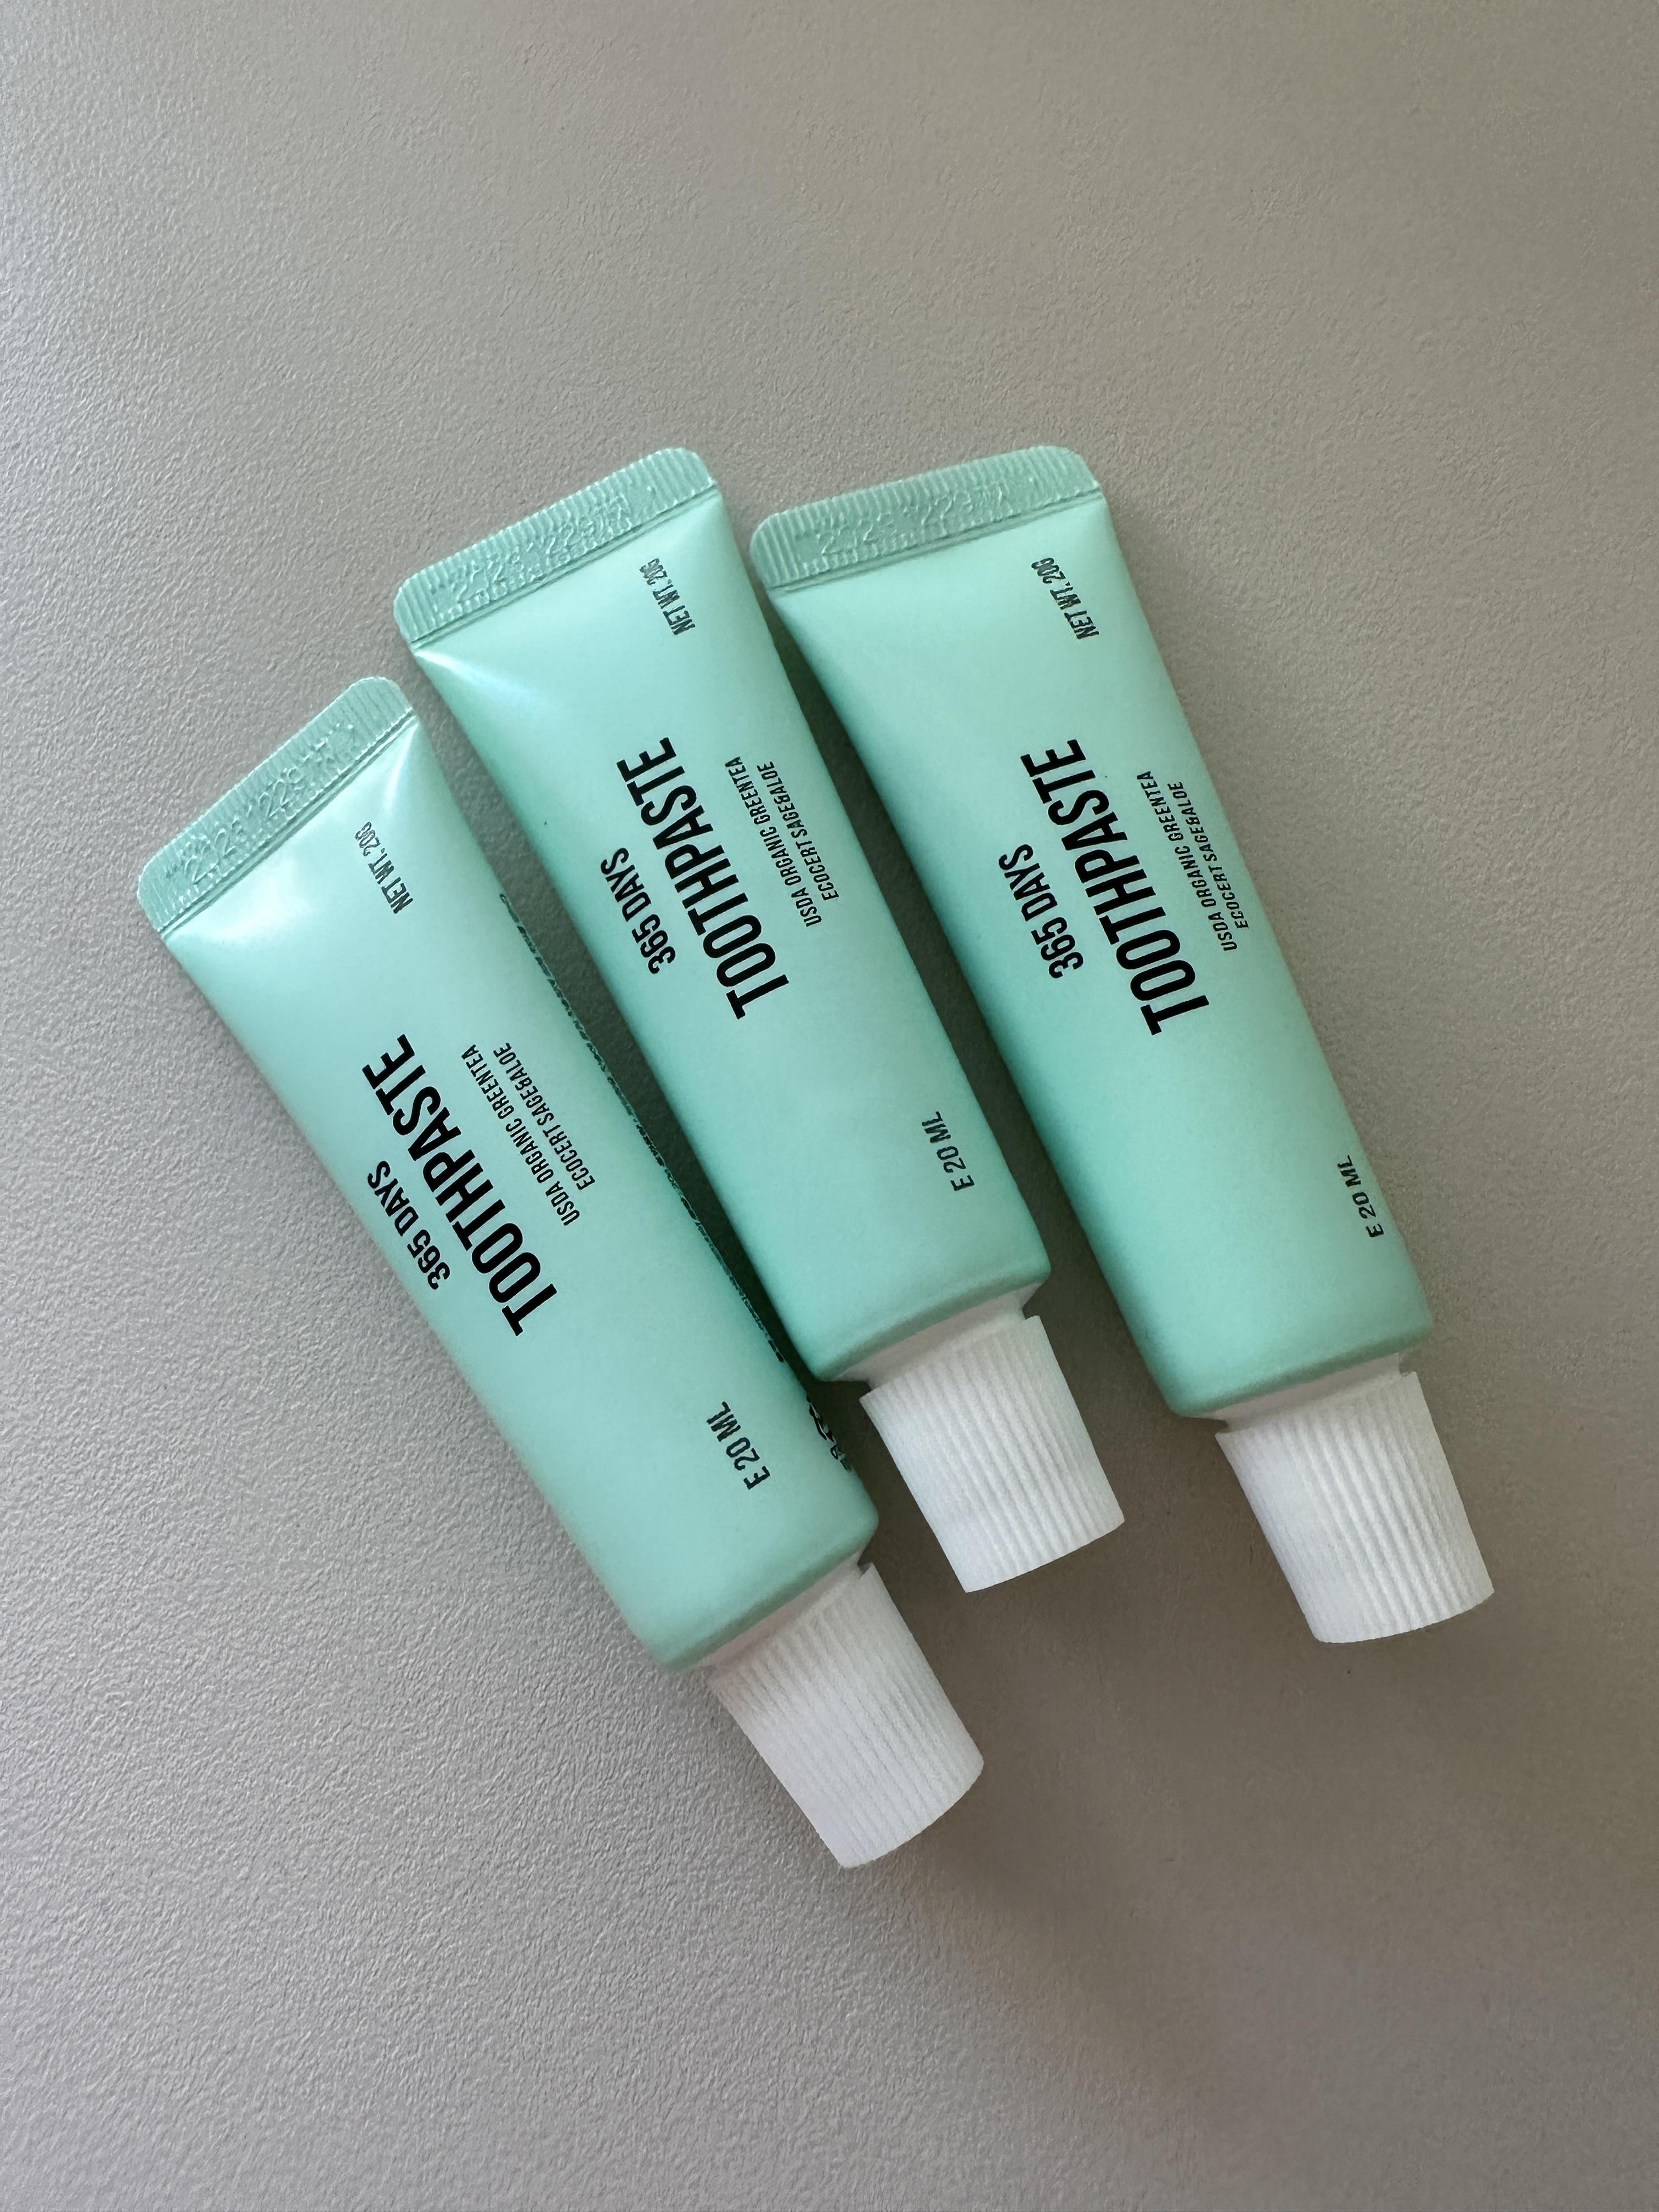 NET WT. 20G
365 DAYS
TOOTHPASTE
USDA ORGANIC GREENTEA
ECOCERT SAGE&ALOE
E 20 ML
NET WT. 20G
365 DAYS
TOOTHPASTE
USDA ORGANIC GREENTEA
ECOCERT SAGE&ALOE
E 20 ML
NET WT. 20G
365 DAYS
TOOTHPASTE
USDA ORGANIC GREENTEA
ECOCERT SAGE&ALOE
E 20 ML